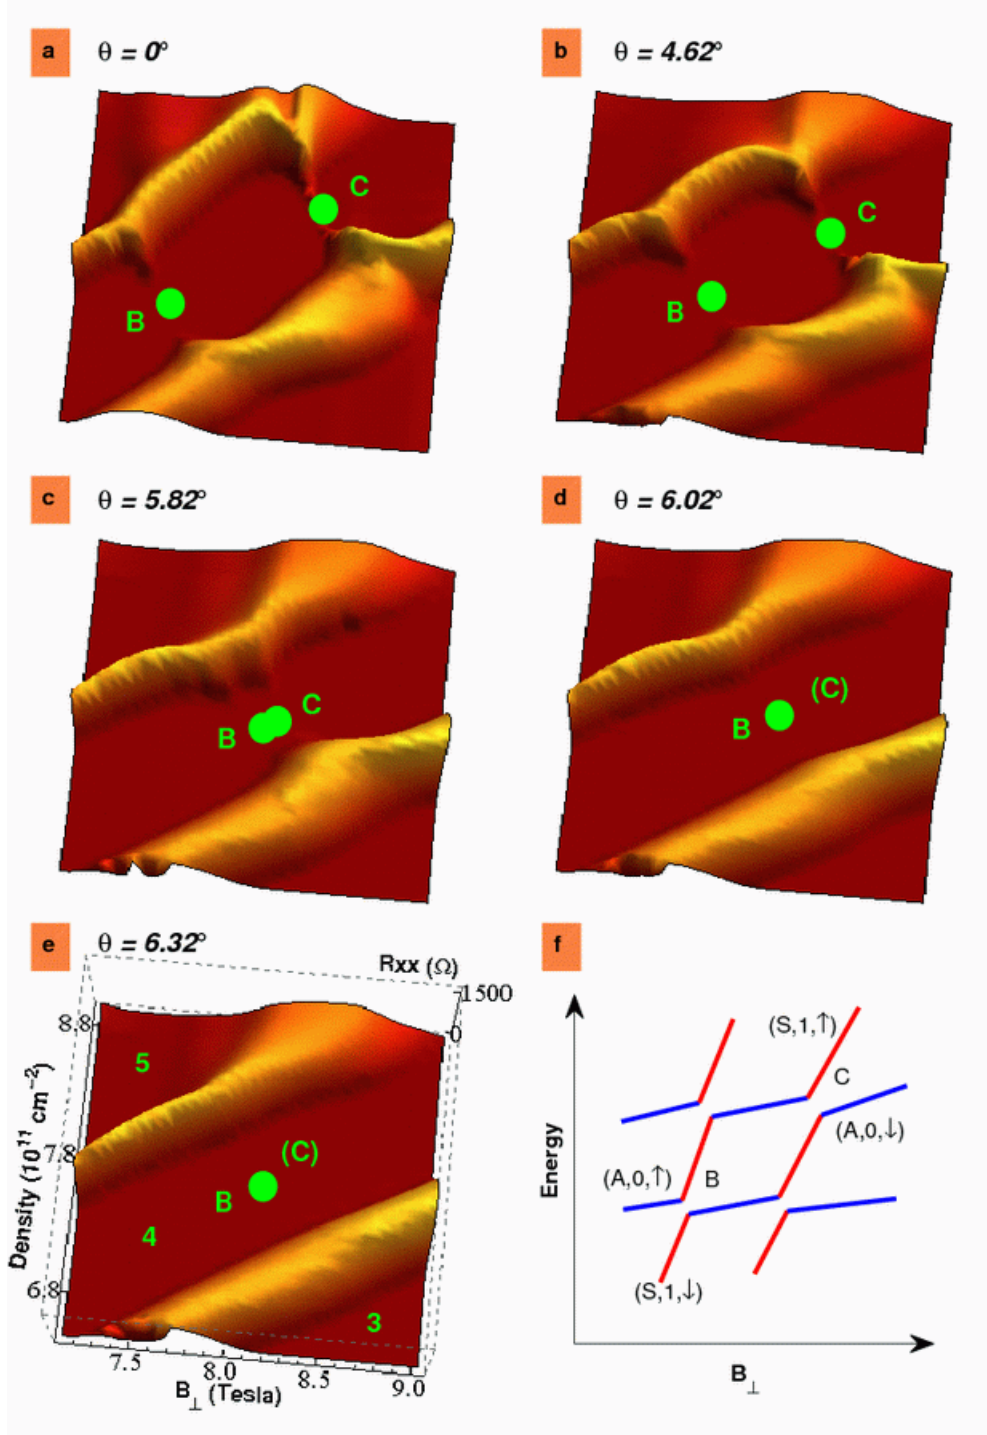 a θ = 0° b θ = 4.62°
C
C
B
B
c θ = 5.82° d θ = 6.02°
B C
B (C)
e θ = 6.32° f
Rxx (Ω)
1500
0
8.8
7.8
6.8
Density (10¹¹ cm⁻²)
5
(C)
B
4
3
7.5 8.0 8.5 9.0
B⊥ (Tesla)
(S,1,↑)
C
(A,0,↓)
(A,0,↑) B
(S,1,↓)
Energy
B⊥